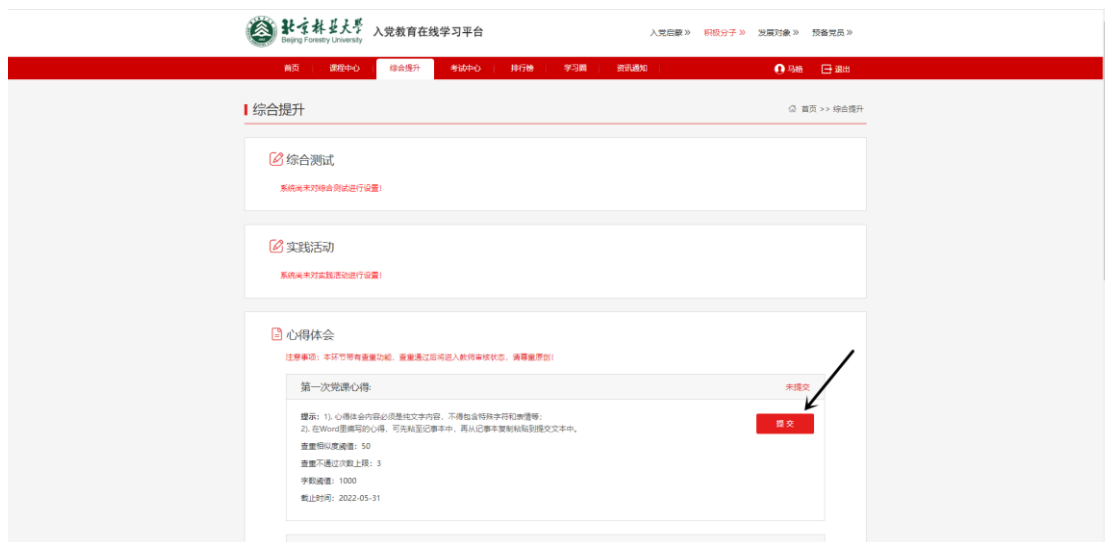 北京林业大学
Beijing Forestry University
入党教育在线学习平台
入党启蒙 »
积极分子 »
发展对象 »
预备党员 »
首页
课程中心
综合提升
考试中心
排行榜
学习圈
资讯通知
马皓
退出
综合提升
首页 >> 综合提升
综合测试
系统尚未对综合测试进行设置!
实践活动
系统尚未对实践活动进行设置!
心得体会
注意事项:本环节带有查重功能,查重通过后将进入教师审核状态,请尊重原创!
第一次党课心得:
未提交
提示:1). 心得体会内容必须是纯文字内容,不得包含特殊字符和表情等;
2). 在Word里编写的心得,可先粘至记事本中,再从记事本复制粘贴到提交文本中。
提 交
查重相似度阈值:50
查重不通过次数上限:3
字数阈值:1000
截止时间:2022-05-31